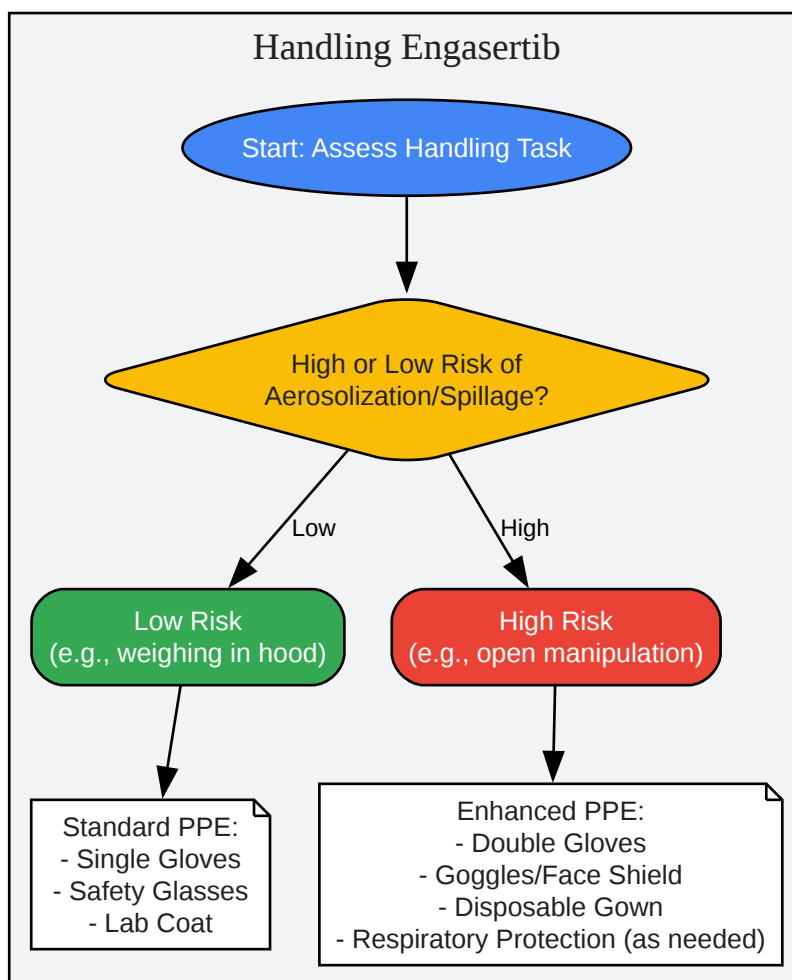 Handling Engasertib
Start: Assess Handling Task
High or Low Risk of
Aerosolization/Spillage?
Low
High
Low Risk
(e.g., weighing in hood)
High Risk
(e.g., open manipulation)
Standard PPE:
- Single Gloves
- Safety Glasses
- Lab Coat
Enhanced PPE:
- Double Gloves
- Goggles/Face Shield
- Disposable Gown
- Respiratory Protection (as needed)